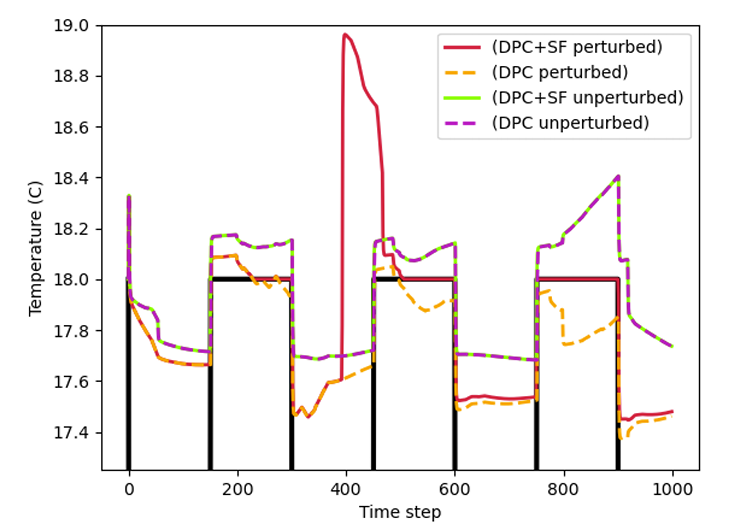 19.0
18.8
18.6
18.4
18.2
18.0
17.8
17.6
17.4
Temperature (C)
(DPC+SF perturbed)
(DPC perturbed)
(DPC+SF unperturbed)
(DPC unperturbed)
0 200 400 600 800 1000
Time step